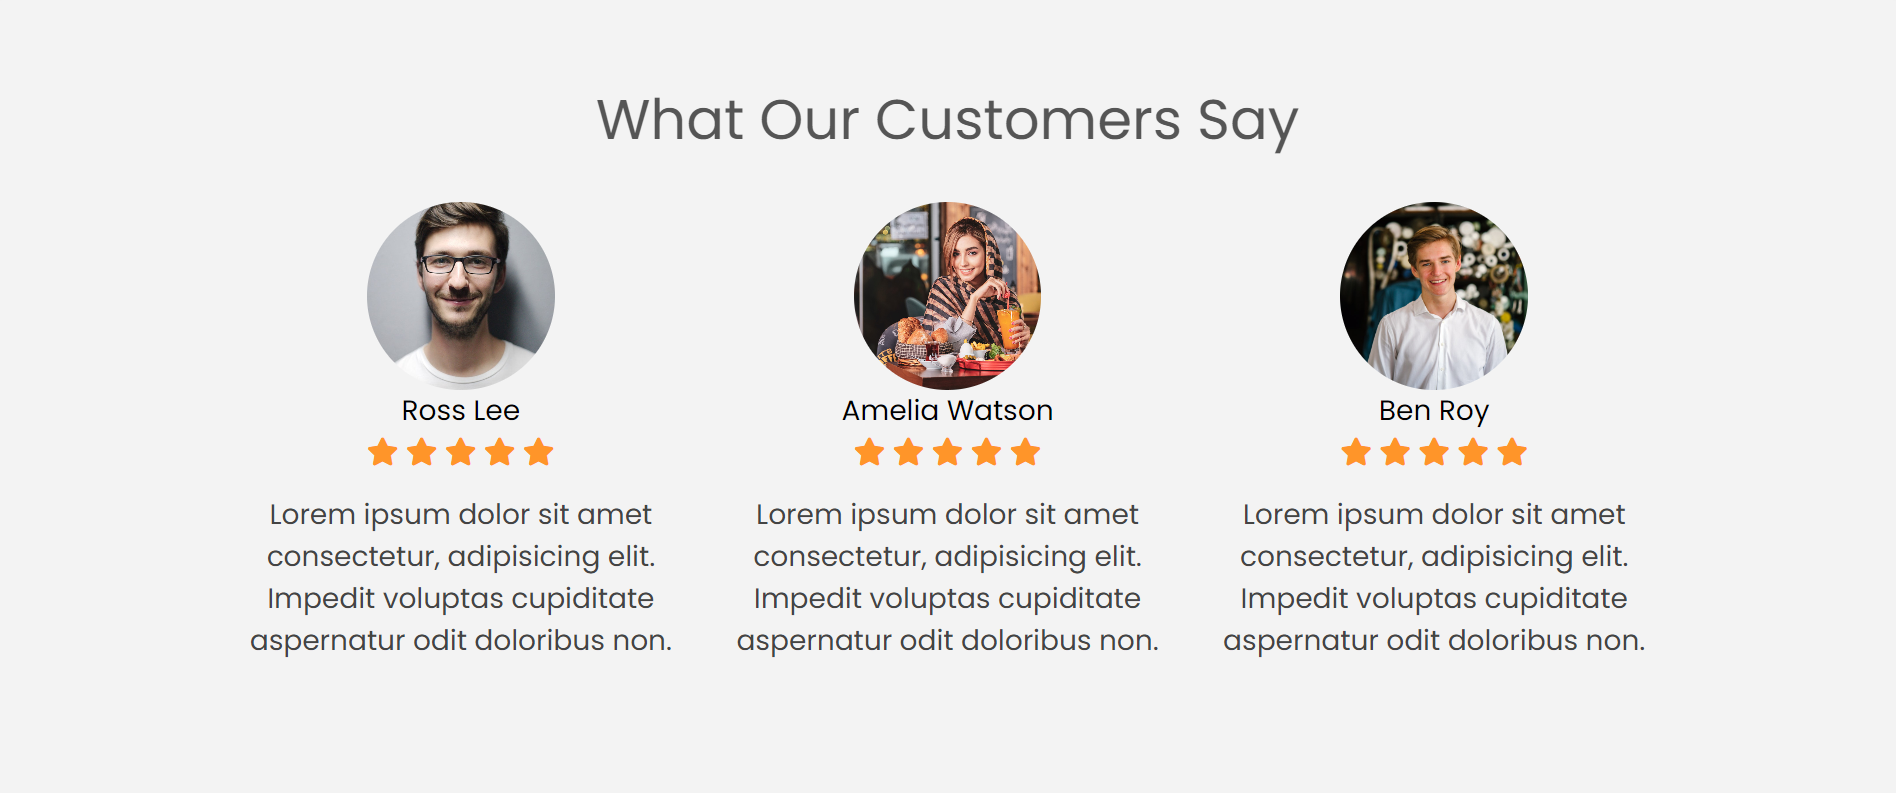 What Our Customers Say
Ross Lee
Lorem ipsum dolor sit amet
consectetur, adipisicing elit.
Impedit voluptas cupiditate
aspernatur odit doloribus non.
Amelia Watson
Lorem ipsum dolor sit amet
consectetur, adipisicing elit.
Impedit voluptas cupiditate
aspernatur odit doloribus non.
Ben Roy
Lorem ipsum dolor sit amet
consectetur, adipisicing elit.
Impedit voluptas cupiditate
aspernatur odit doloribus non.